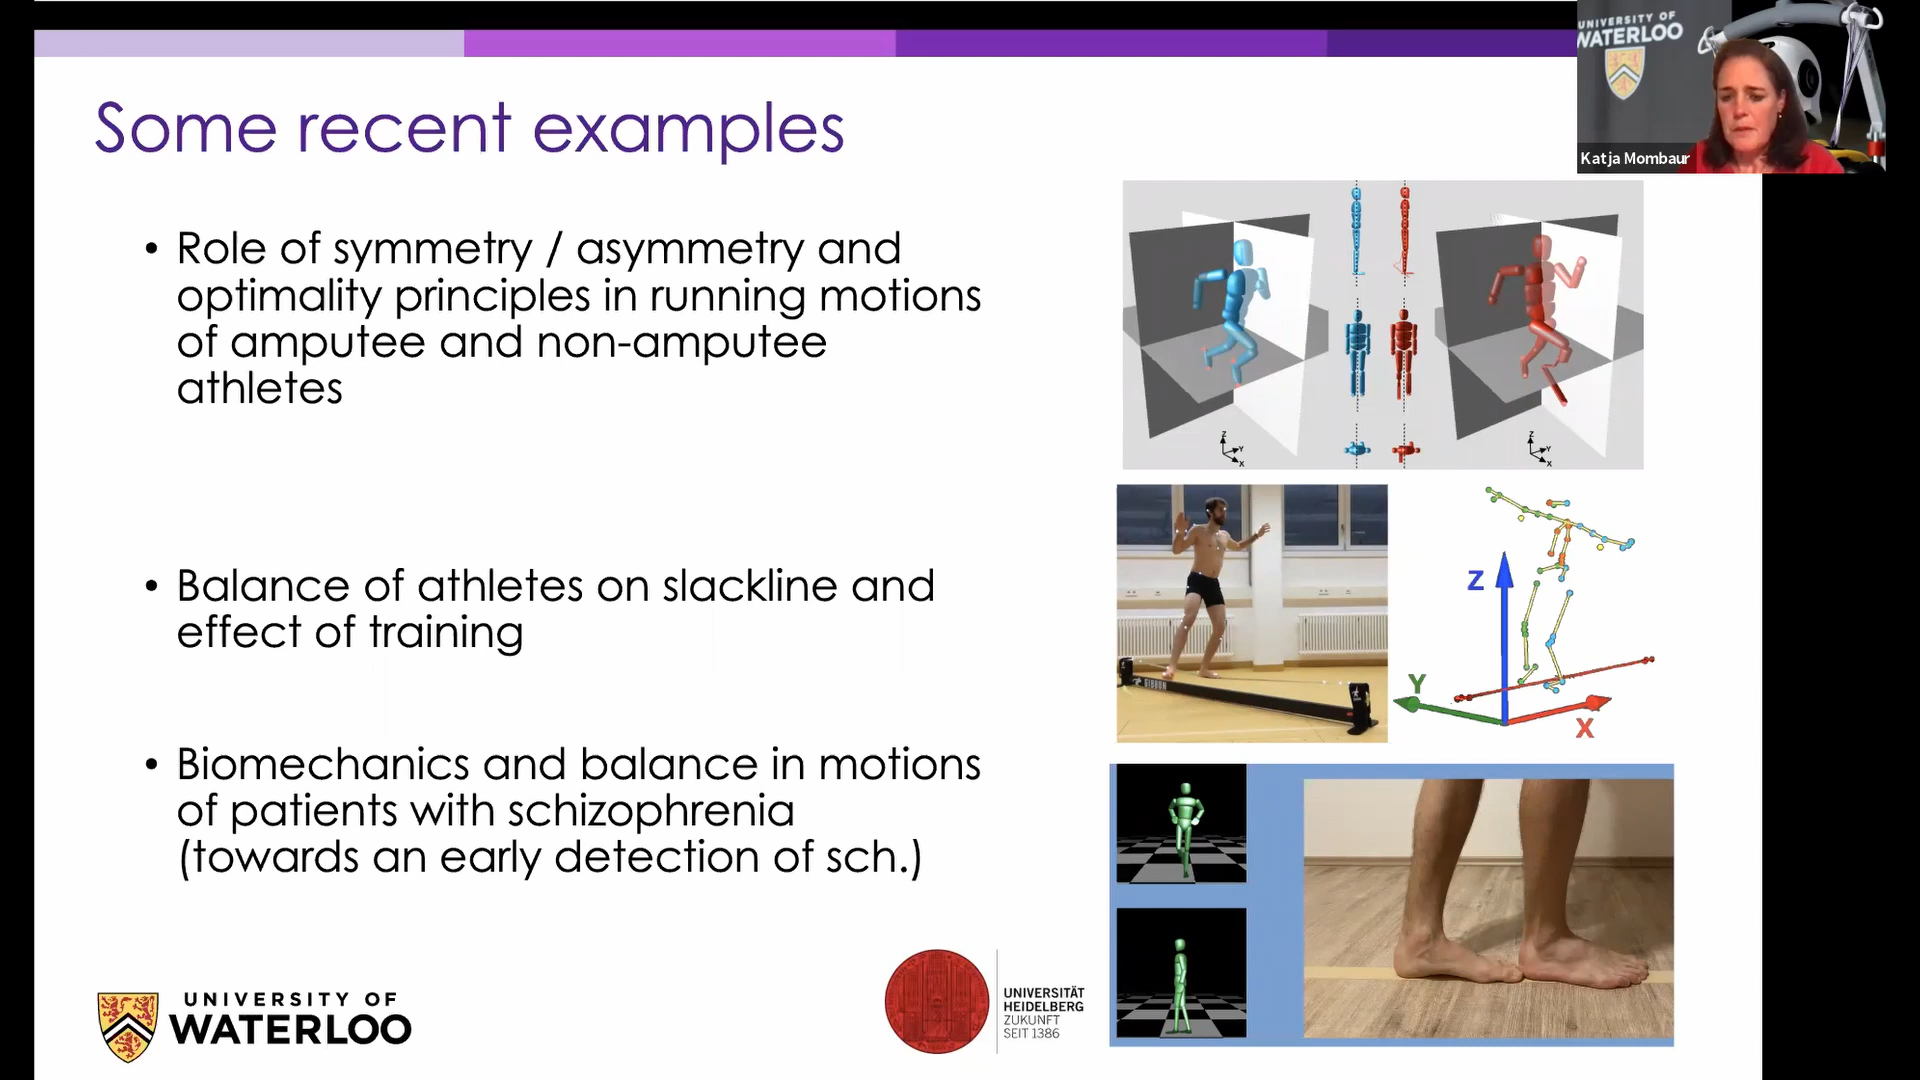 UNIVERSITY OF
WATERLOO
Katja Mombaur
Some recent examples
• Role of symmetry / asymmetry and
optimality principles in running motions
of amputee and non-amputee
athletes
Z
Y
X
Z
Y
X
• Balance of athletes on slackline and
effect of training
GIBBON
Z
Y
X
• Biomechanics and balance in motions
of patients with schizophrenia
(towards an early detection of sch.)
UNIVERSITY OF
WATERLOO
UNIVERSITÄT
HEIDELBERG
ZUKUNFT
SEIT 1386